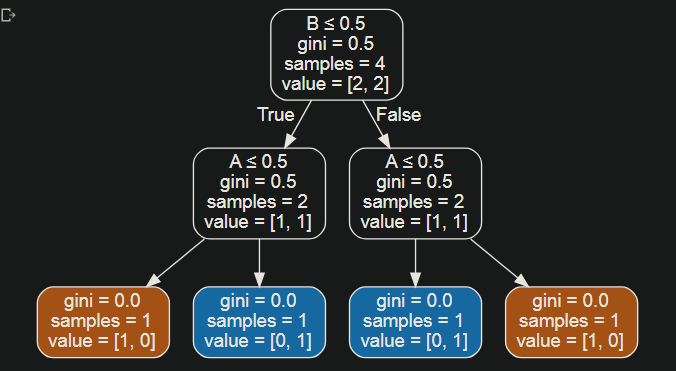 B ≤ 0.5
gini = 0.5
samples = 4
value = [2, 2]
True
False
A ≤ 0.5
gini = 0.5
samples = 2
value = [1, 1]
A ≤ 0.5
gini = 0.5
samples = 2
value = [1, 1]
gini = 0.0
samples = 1
value = [1, 0]
gini = 0.0
samples = 1
value = [0, 1]
gini = 0.0
samples = 1
value = [0, 1]
gini = 0.0
samples = 1
value = [1, 0]